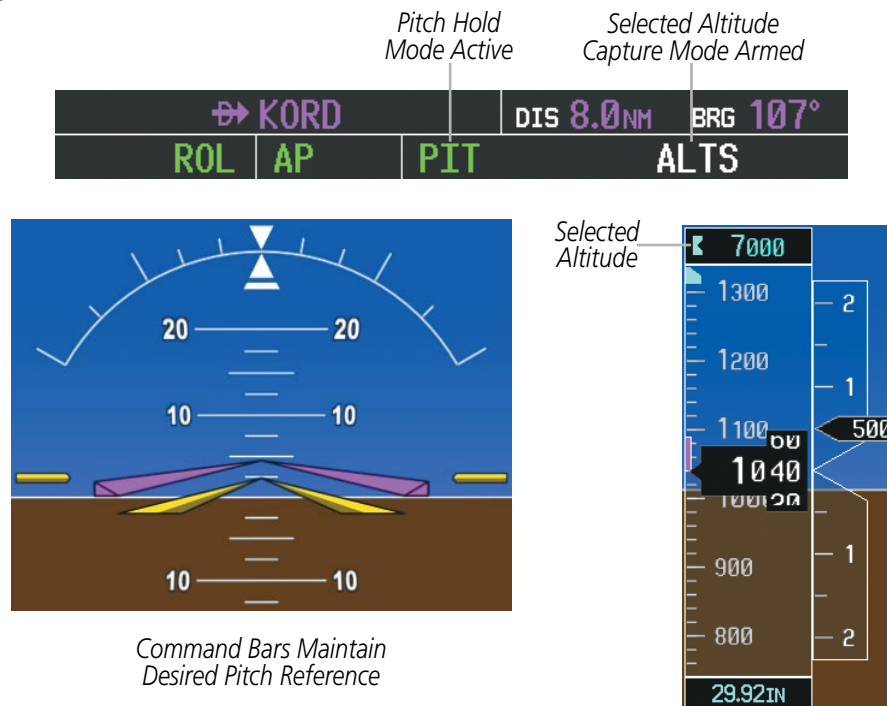 Pitch Hold
Mode Active
Selected Altitude
Capture Mode Armed
KORD
DIS 8.0NM
BRG 107°
ROL
AP
PIT
ALTS
20 20
10 10
10 10
Command Bars Maintain
Desired Pitch Reference
Selected
Altitude
7000
1300
1200
1100
60
1040
20
900
800
29.92IN
2
1
500
1
2